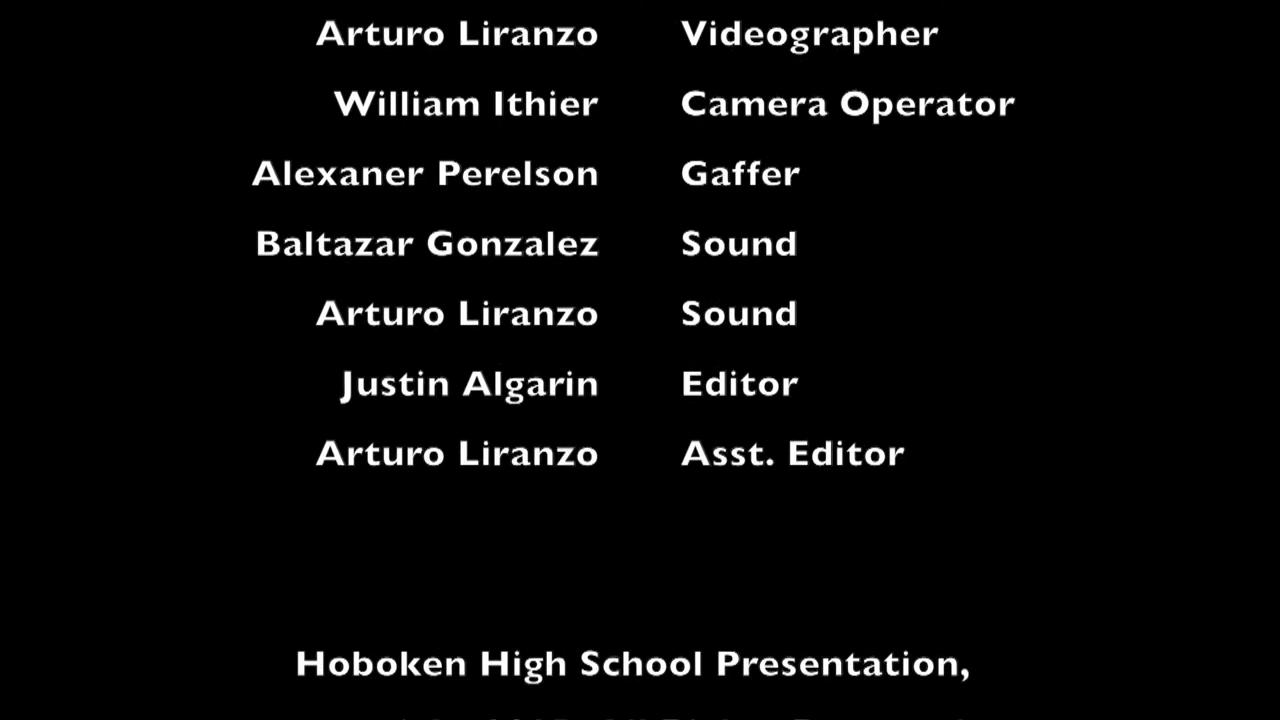 Arturo Liranzo Videographer
William Ithier Camera Operator
Alexaner Perelson Gaffer
Baltazar Gonzalez Sound
Arturo Liranzo Sound
Justin Algarin Editor
Arturo Liranzo Asst. Editor
Hoboken High School Presentation,